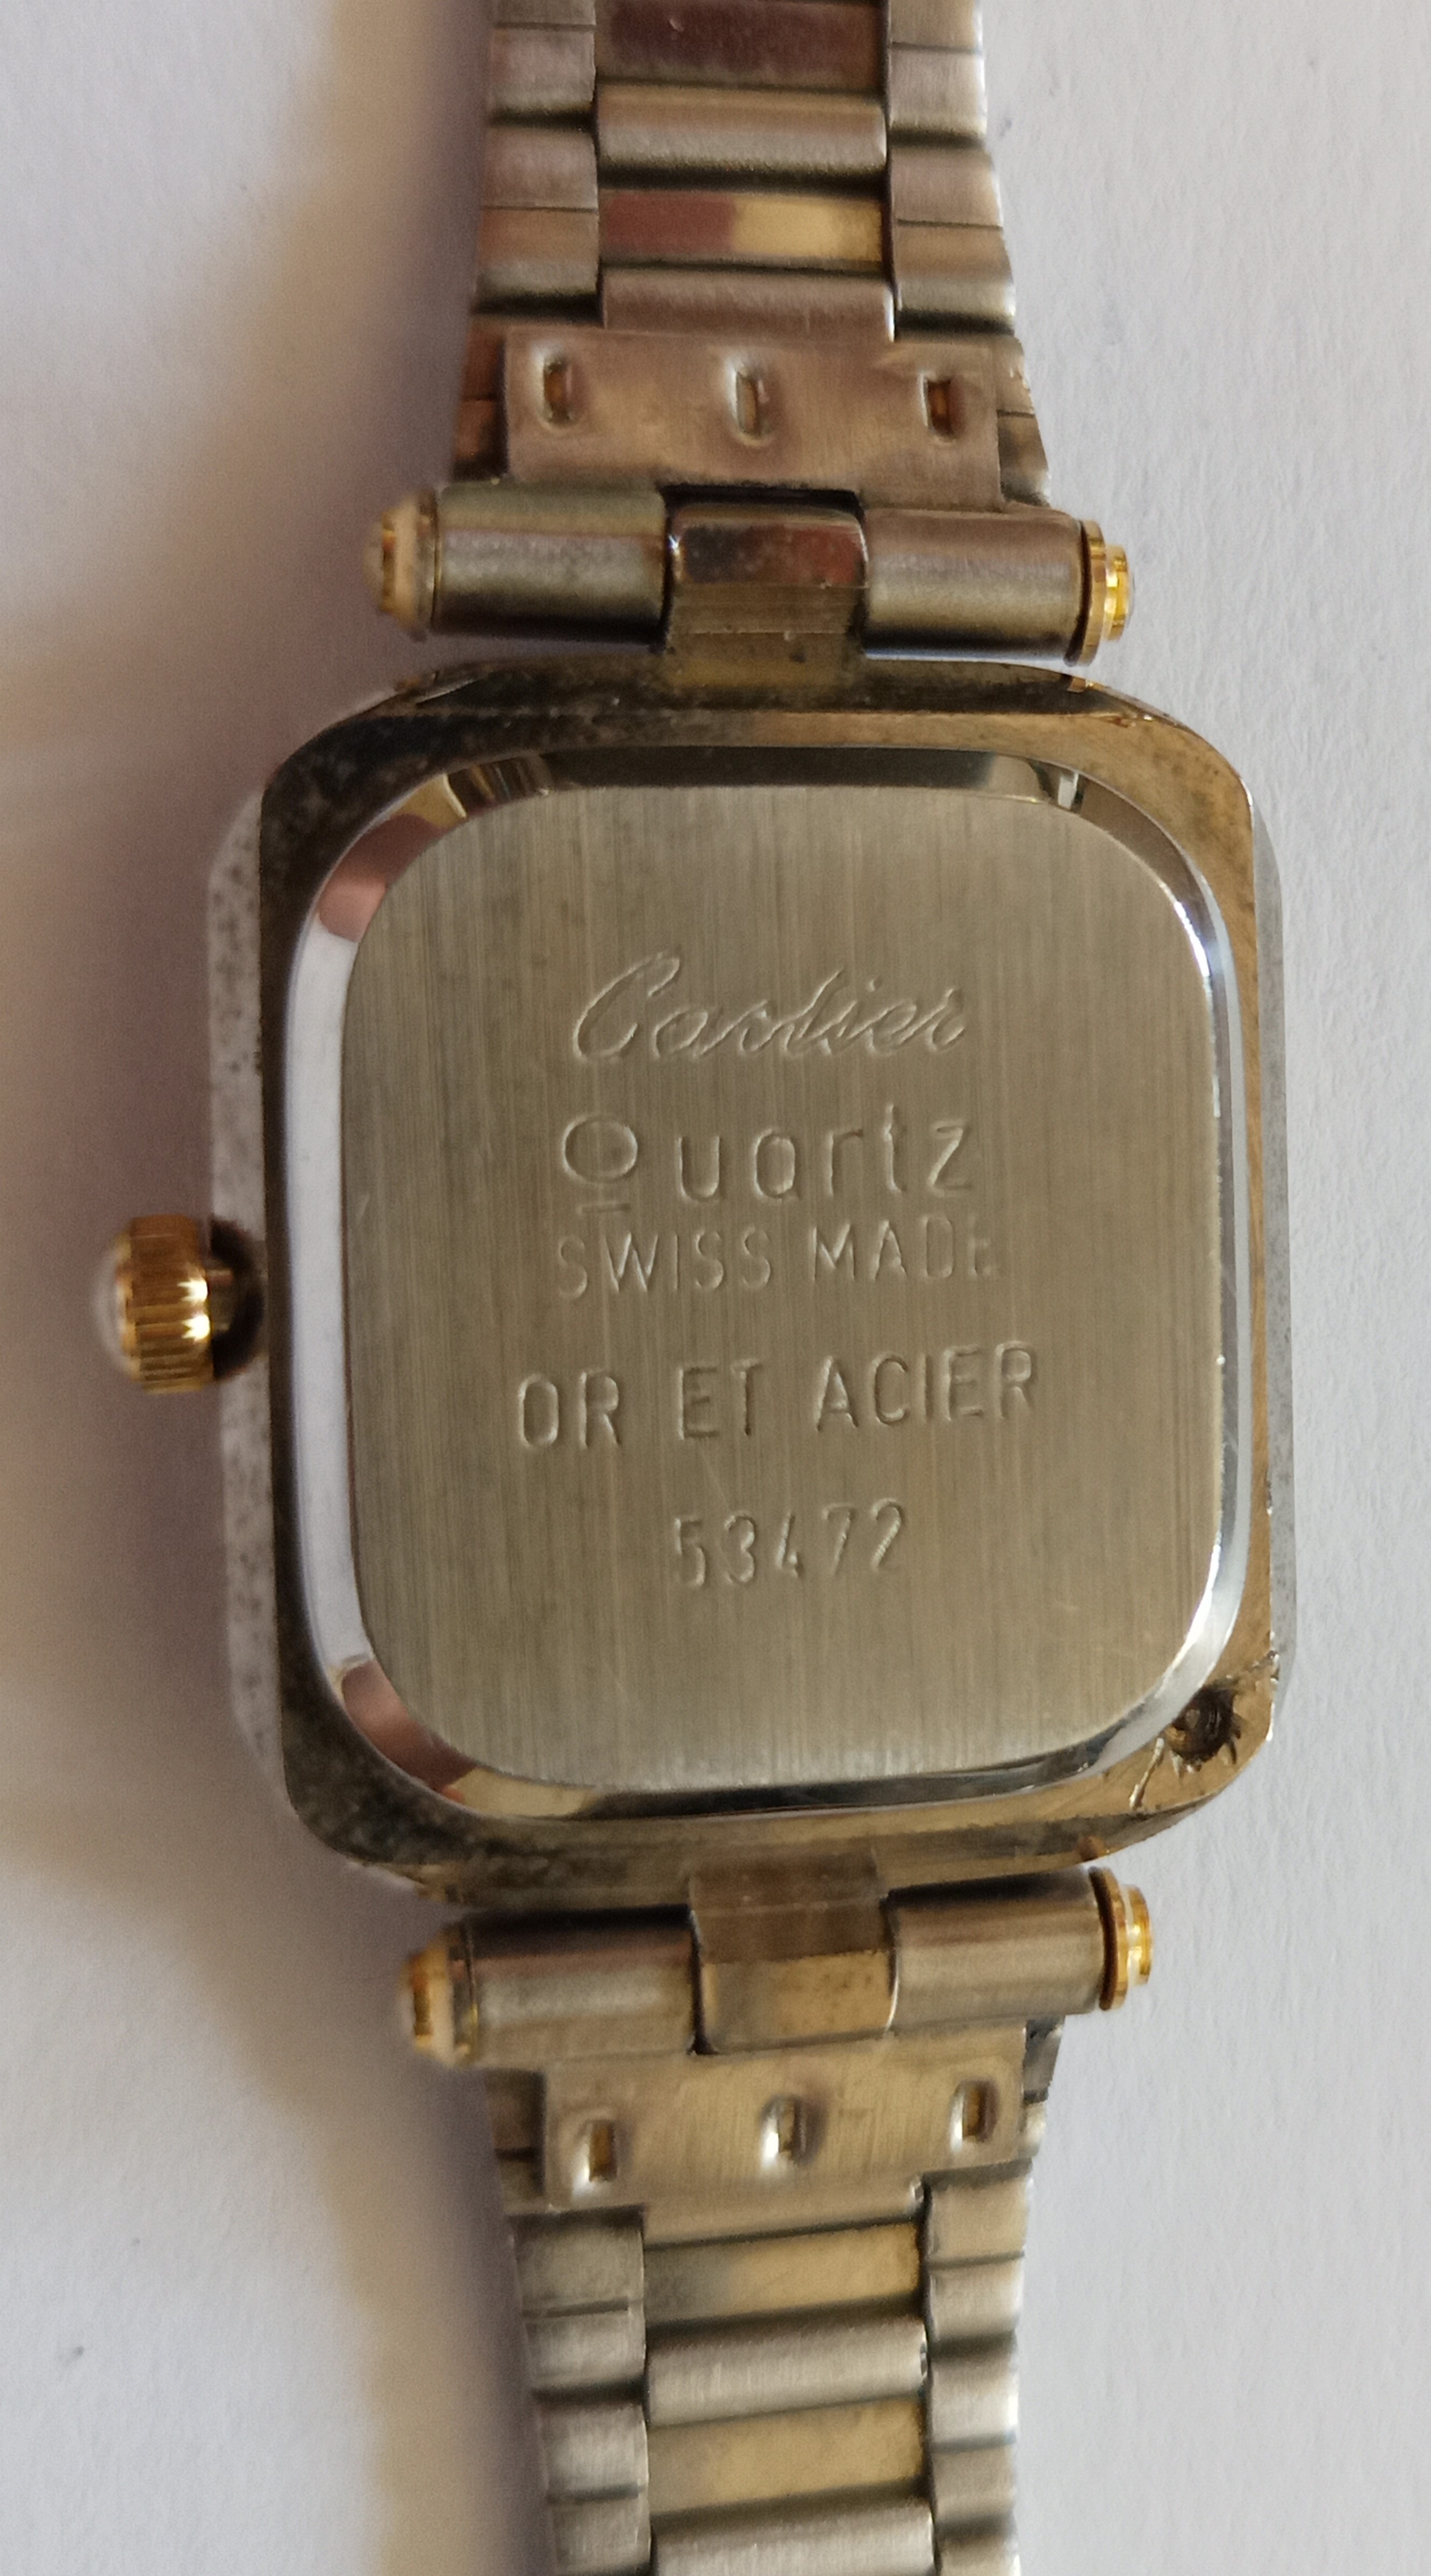 Cartier
Quartz
SWISS MADE
OR ET ACIER
53472